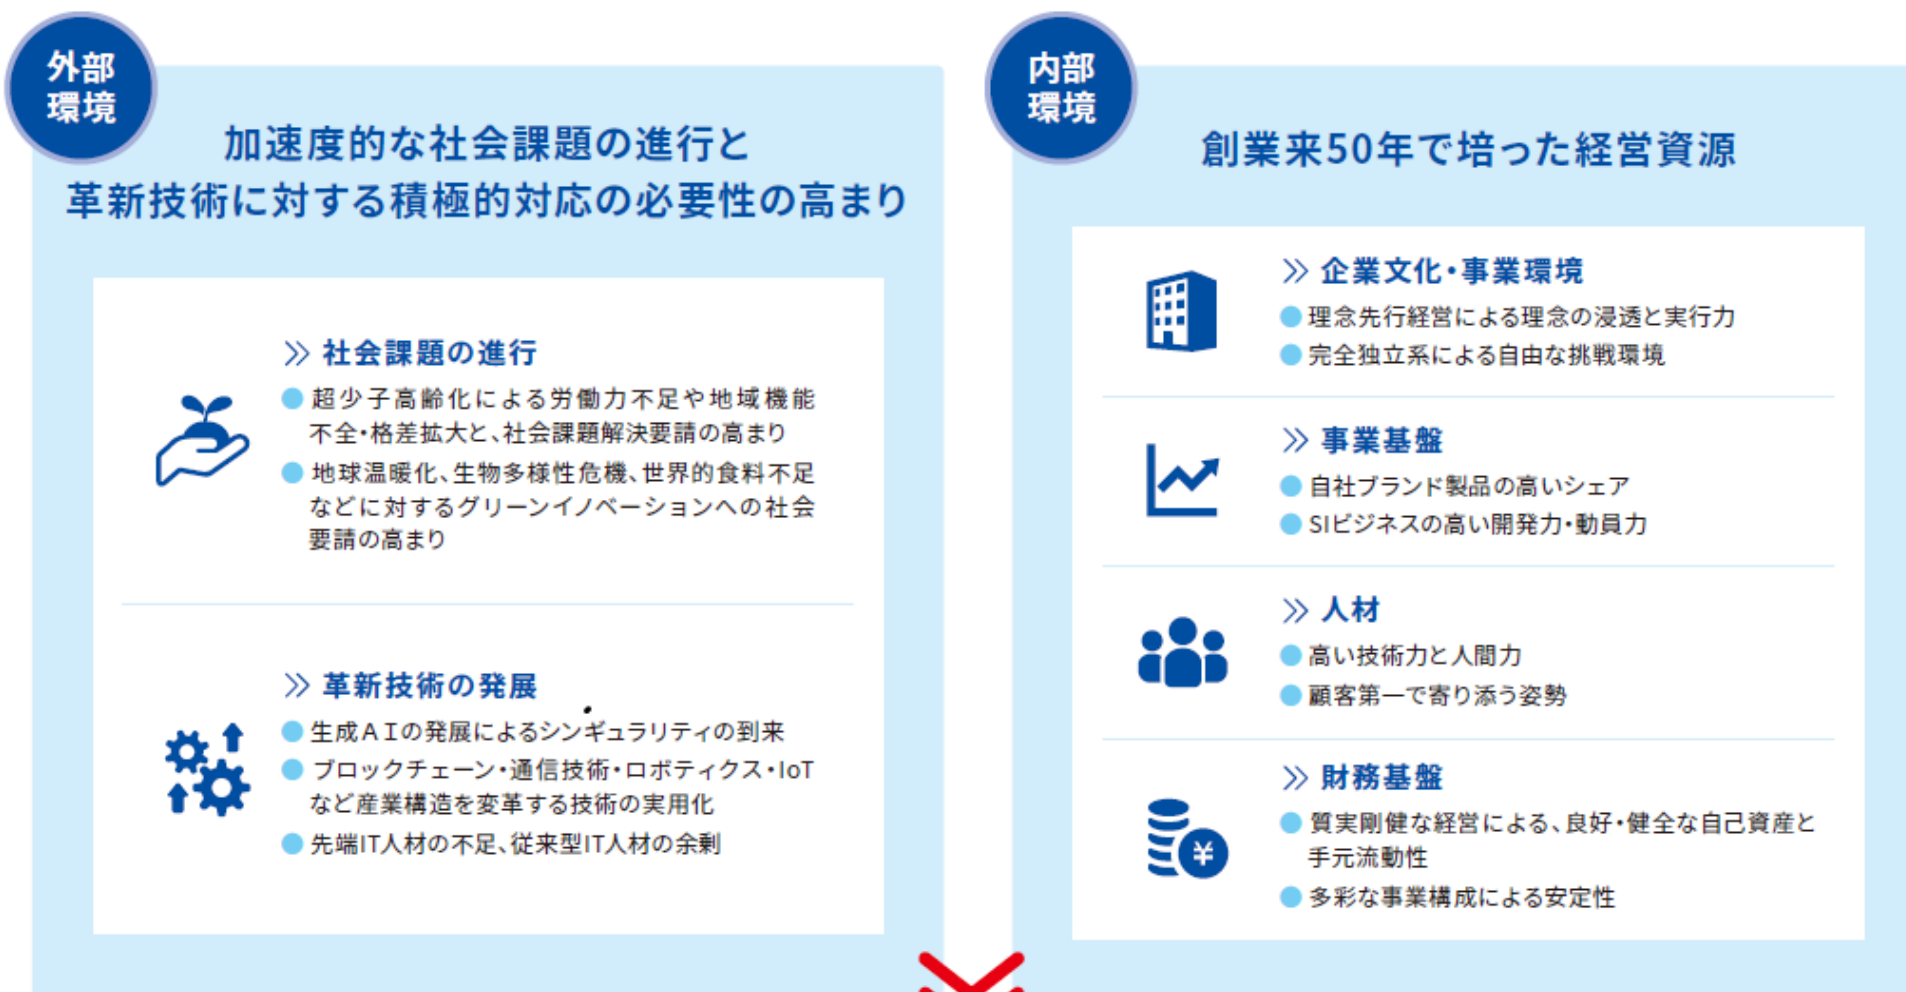 外部
環境
加速度的な社会課題の進行と
革新技術に対する積極的対応の必要性の高まり
≫ 社会課題の進行
● 超少子高齢化による労働力不足や地域機能
不全・格差拡大と、社会課題解決要請の高まり
● 地球温暖化、生物多様性危機、世界的食料不足
などに対するグリーンイノベーションへの社会
要請の高まり
≫ 革新技術の発展
● 生成AIの発展によるシンギュラリティの到来
● ブロックチェーン・通信技術・ロボティクス・IoT
など産業構造を変革する技術の実用化
● 先端IT人材の不足、従来型IT人材の余剰
内部
環境
創業来50年で培った経営資源
≫ 企業文化・事業環境
● 理念先行経営による理念の浸透と実行力
● 完全独立系による自由な挑戦環境
≫ 事業基盤
● 自社ブランド製品の高いシェア
● SIビジネスの高い開発力・動員力
≫ 人材
● 高い技術力と人間力
● 顧客第一で寄り添う姿勢
≫ 財務基盤
● 質実剛健な経営による、良好・健全な自己資産と
手元流動性
● 多彩な事業構成による安定性
¥